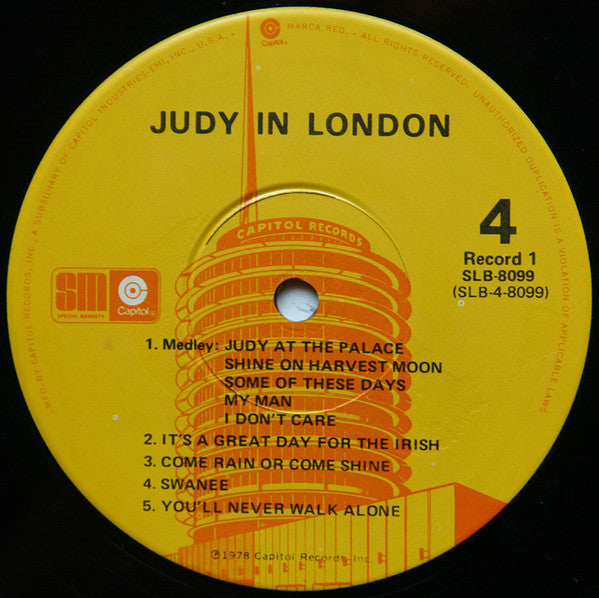 MFD. BY CAPITOL RECORDS, INC., A SUBSIDIARY OF CAPITOL INDUSTRIES-EMI, INC., U.S.A. •
Capitol®
MARCA REG. • ALL RIGHTS RESERVED. UNAUTHORIZED DUPLICATION IS A VIOLATION OF APPLICABLE LAWS
JUDY IN LONDON
CAPITOL RECORDS
4
Record 1
SLB-8099
(SLB-4-8099)
SM
SPECIAL MARKETS
Capitol®
1. Medley: JUDY AT THE PALACE
SHINE ON HARVEST MOON
SOME OF THESE DAYS
MY MAN
I DON'T CARE
2. IT'S A GREAT DAY FOR THE IRISH
3. COME RAIN OR COME SHINE
4. SWANEE
5. YOU'LL NEVER WALK ALONE
℗1978 Capitol Records, Inc.